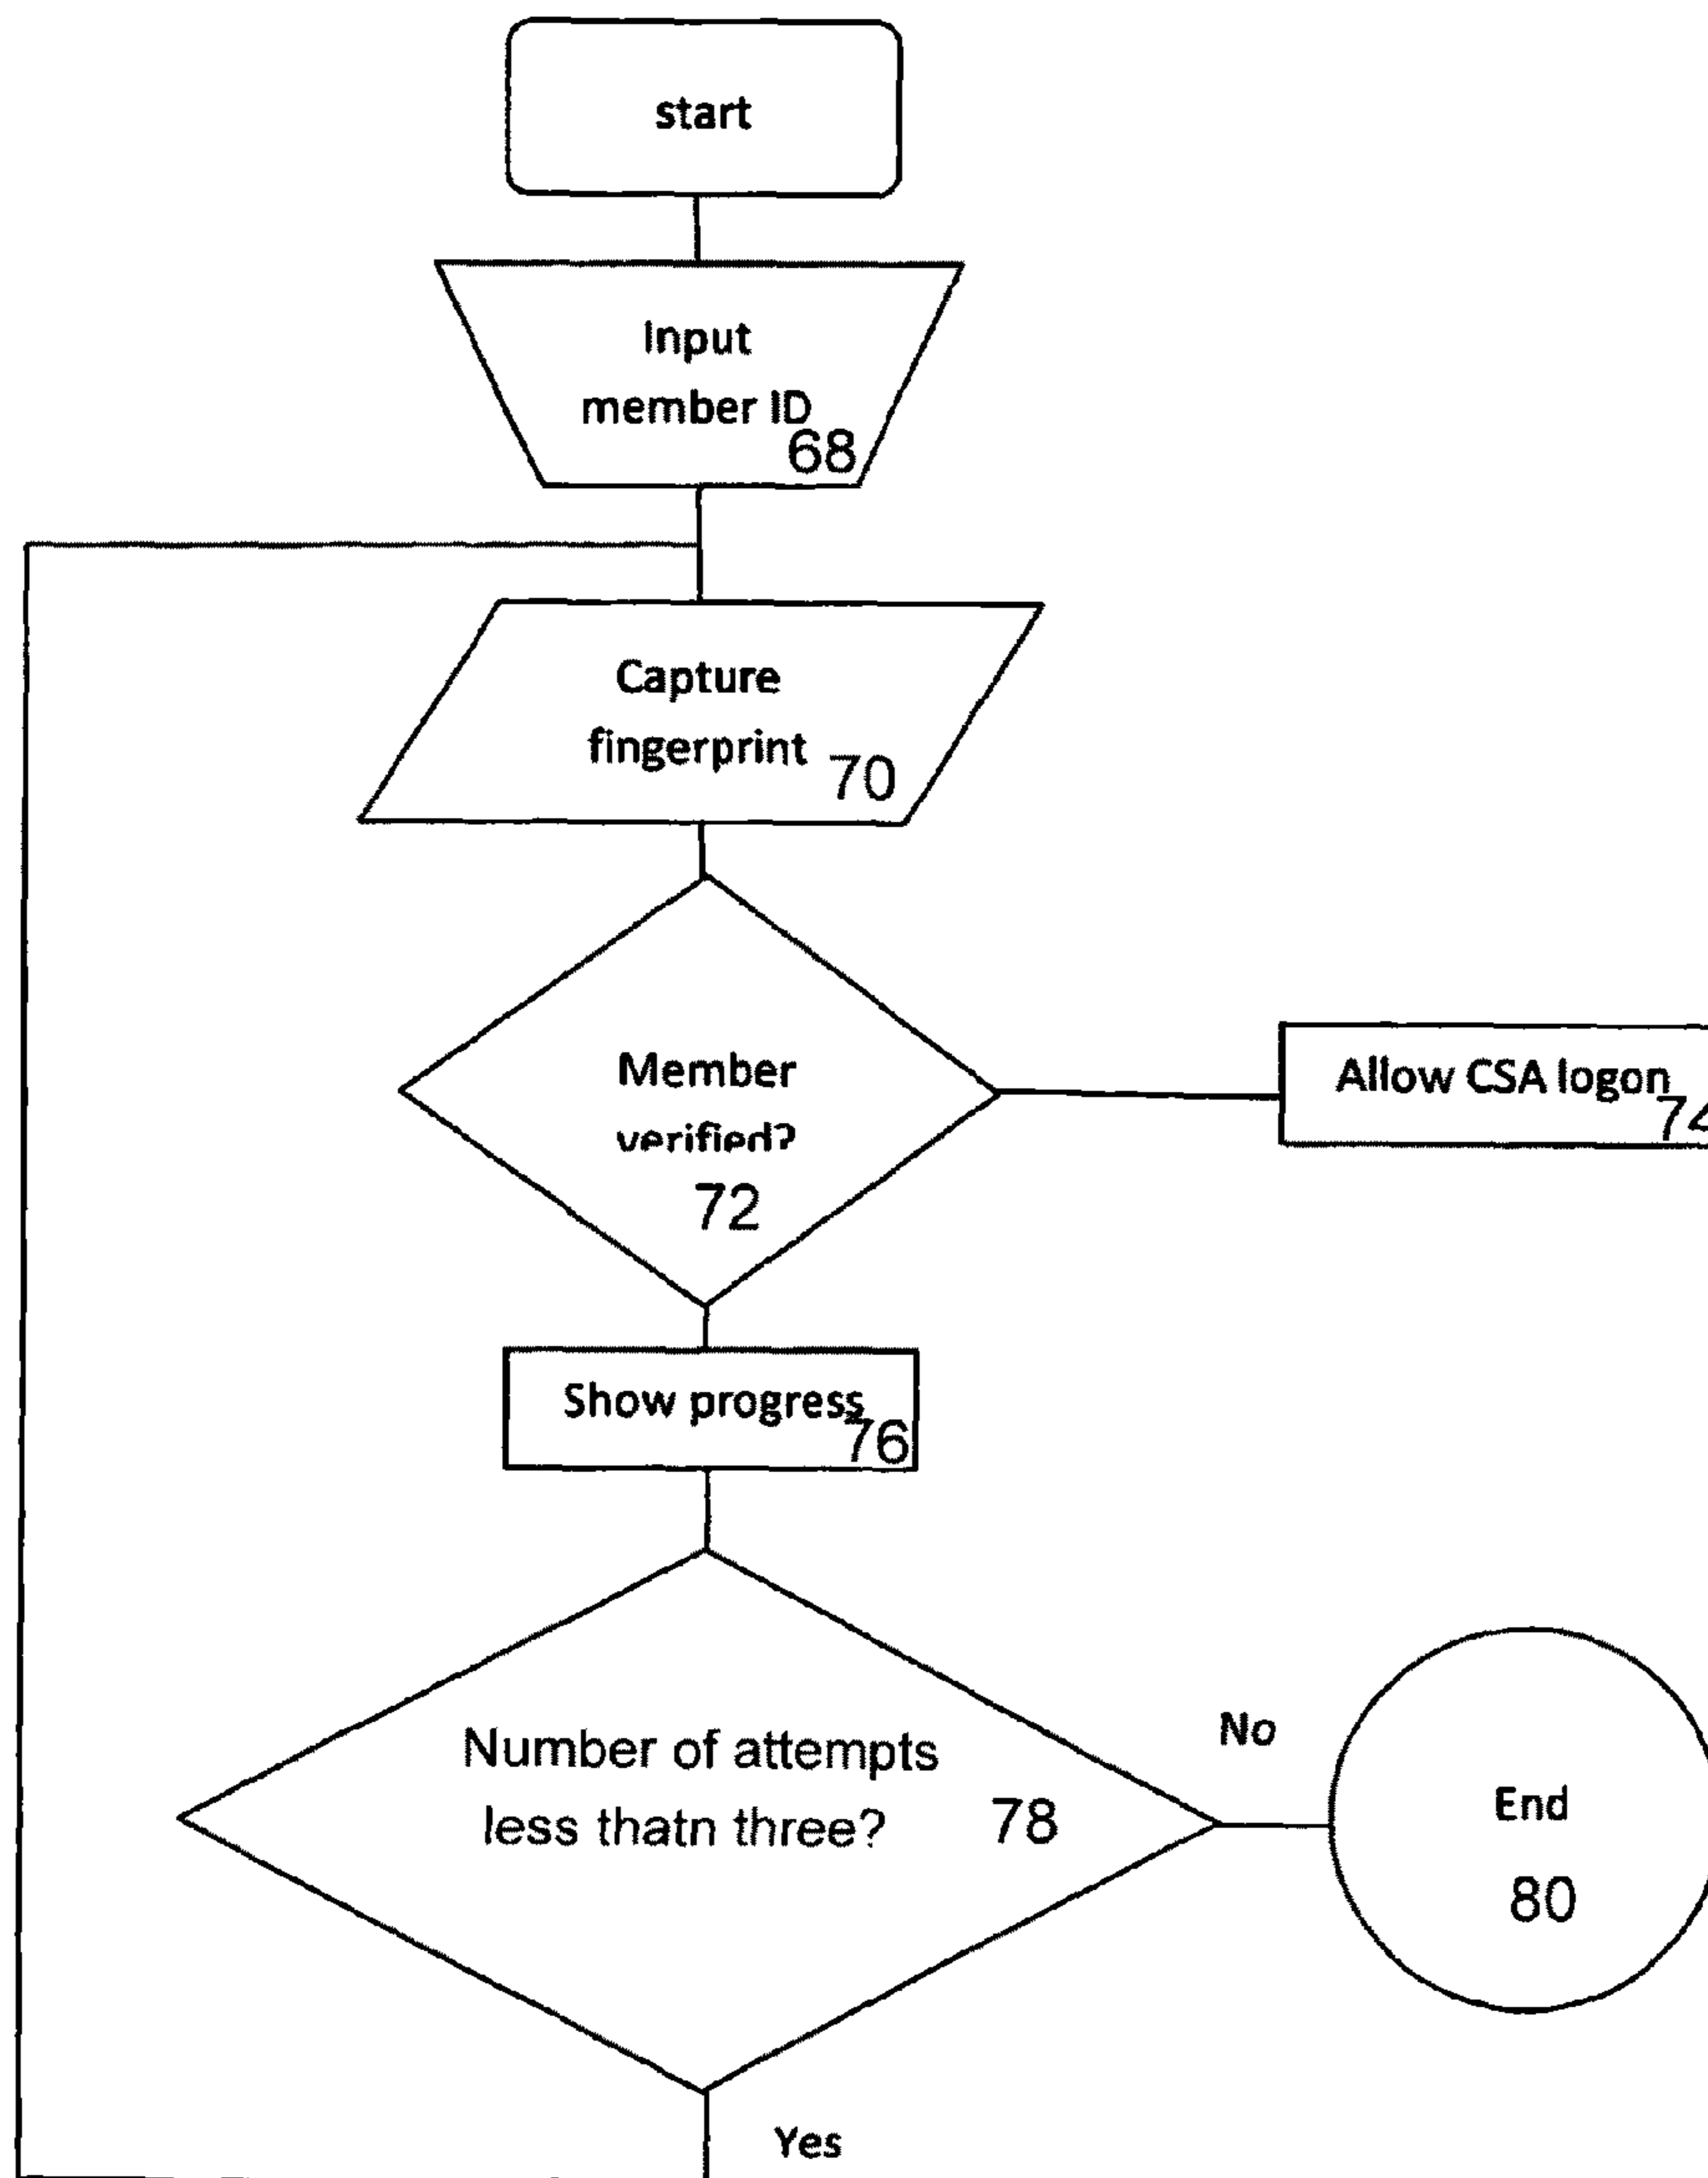 start
Input
member ID
68
Capture
fingerprint
70
Member
verified?
72
Allow CSA logon
74
Show progress
76
Number of attempts
less thatn three?
78
No
End
80
Yes